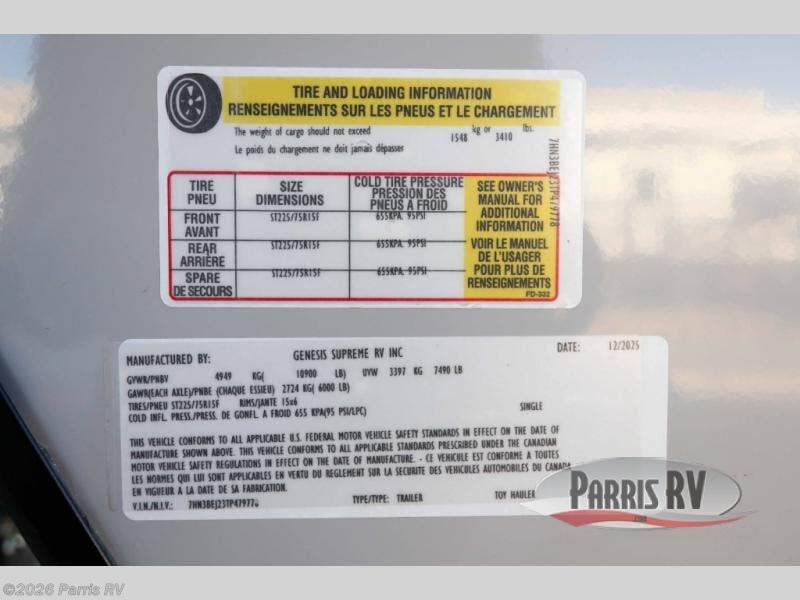 TIRE AND LOADING INFORMATION
RENSEIGNEMENTS SUR LES PNEUS ET LE CHARGEMENT
The weight of cargo should not exceed 1548 kg or 3410 lbs.
Le poids du chargement ne doit jamais dépasser
7HN3BEJ23TP479778
TIRE PNEU
SIZE DIMENSIONS
COLD TIRE PRESSURE PRESSION DES PNEUS A FROID
FRONT AVANT
ST225/75R15F
655KPA. 95PSI
REAR ARRIÈRE
ST225/75R15F
655KPA. 95PSI
SPARE DE SECOURS
ST225/75R15F
655KPA. 95PSI
SEE OWNER'S
MANUAL FOR
ADDITIONAL
INFORMATION
VOIR LE MANUEL
DE L'USAGER
POUR PLUS DE
RENSEIGNEMENTS
FD-332
MANUFACTURED BY: GENESIS SUPREME RV INC DATE: 12/2025
GVWR/PNBV 4949 KG( 10900 LB) UVW 3397 KG 7490 LB
GAWR(EACH AXLE)/PNBE (CHAQUE ESSIEU) 2724 KG( 6000 LB)
TIRES/PNEU ST225/75R15F RIMS/JANTE 15x6
COLD INFL. PRESS./PRESS. DE GONFL. A FROID 655 KPA(95 PSI/LPC) SINGLE
THIS VEHICLE CONFORMS TO ALL APPLICABLE U.S. FEDERAL MOTOR VEHICLE SAFETY STANDARDS IN EFFECT ON THE DATE OF
MANUFACTURE SHOWN ABOVE. THIS VEHICLE CONFORMS TO ALL APPLICABLE STANDARDS PRESCRIBED UNDER THE CANADIAN
MOTOR VEHICLE SAFETY REGULATIONS IN EFFECT ON THE DATE OF MANUFACTURE. - CE VEHICULE EST CONFORME A TOUTES
LES NORMES QUI LUI SONT APPLICABLES EN VERTU DU REGLEMENT SUR LA SECURITE DES VEHICULES AUTOMOBILES DU CANADA
EN VIGUEUR A LA DATE DE SA FABRICATION.
V.I.N./N.I.V.: 7HN3BEJ23TP479778 TYPE/TYPE: TRAILER TOY HAULER
PARRIS RV
©2026 Parris RV